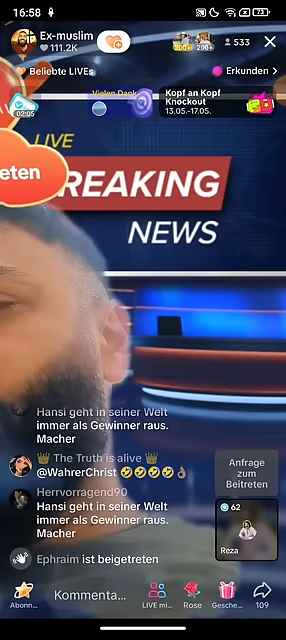 16:58
73
Ex-muslim
111.2K
200+
200+
533
Beliebte LIVEs
Erkunden
02:05
Vielen Dank
Kopf an Kopf
Knockout
13.05.-17.05.
LIVE
eten
REAKING
NEWS
Hansi geht in seiner Welt
immer als Gewinner raus.
Macher
👑 The Truth is alive 👑
@WahrerChrist 🤣🤣🤣🤣👌🏽
Herrvorragend90
Hansi geht in seiner Welt
immer als Gewinner raus.
Macher
Ephraim ist beigetreten
Anfrage
zum
Beitreten
62
Reza
Abonn...
Kommenta...
LIVE mi...
Rose
Gesche...
109